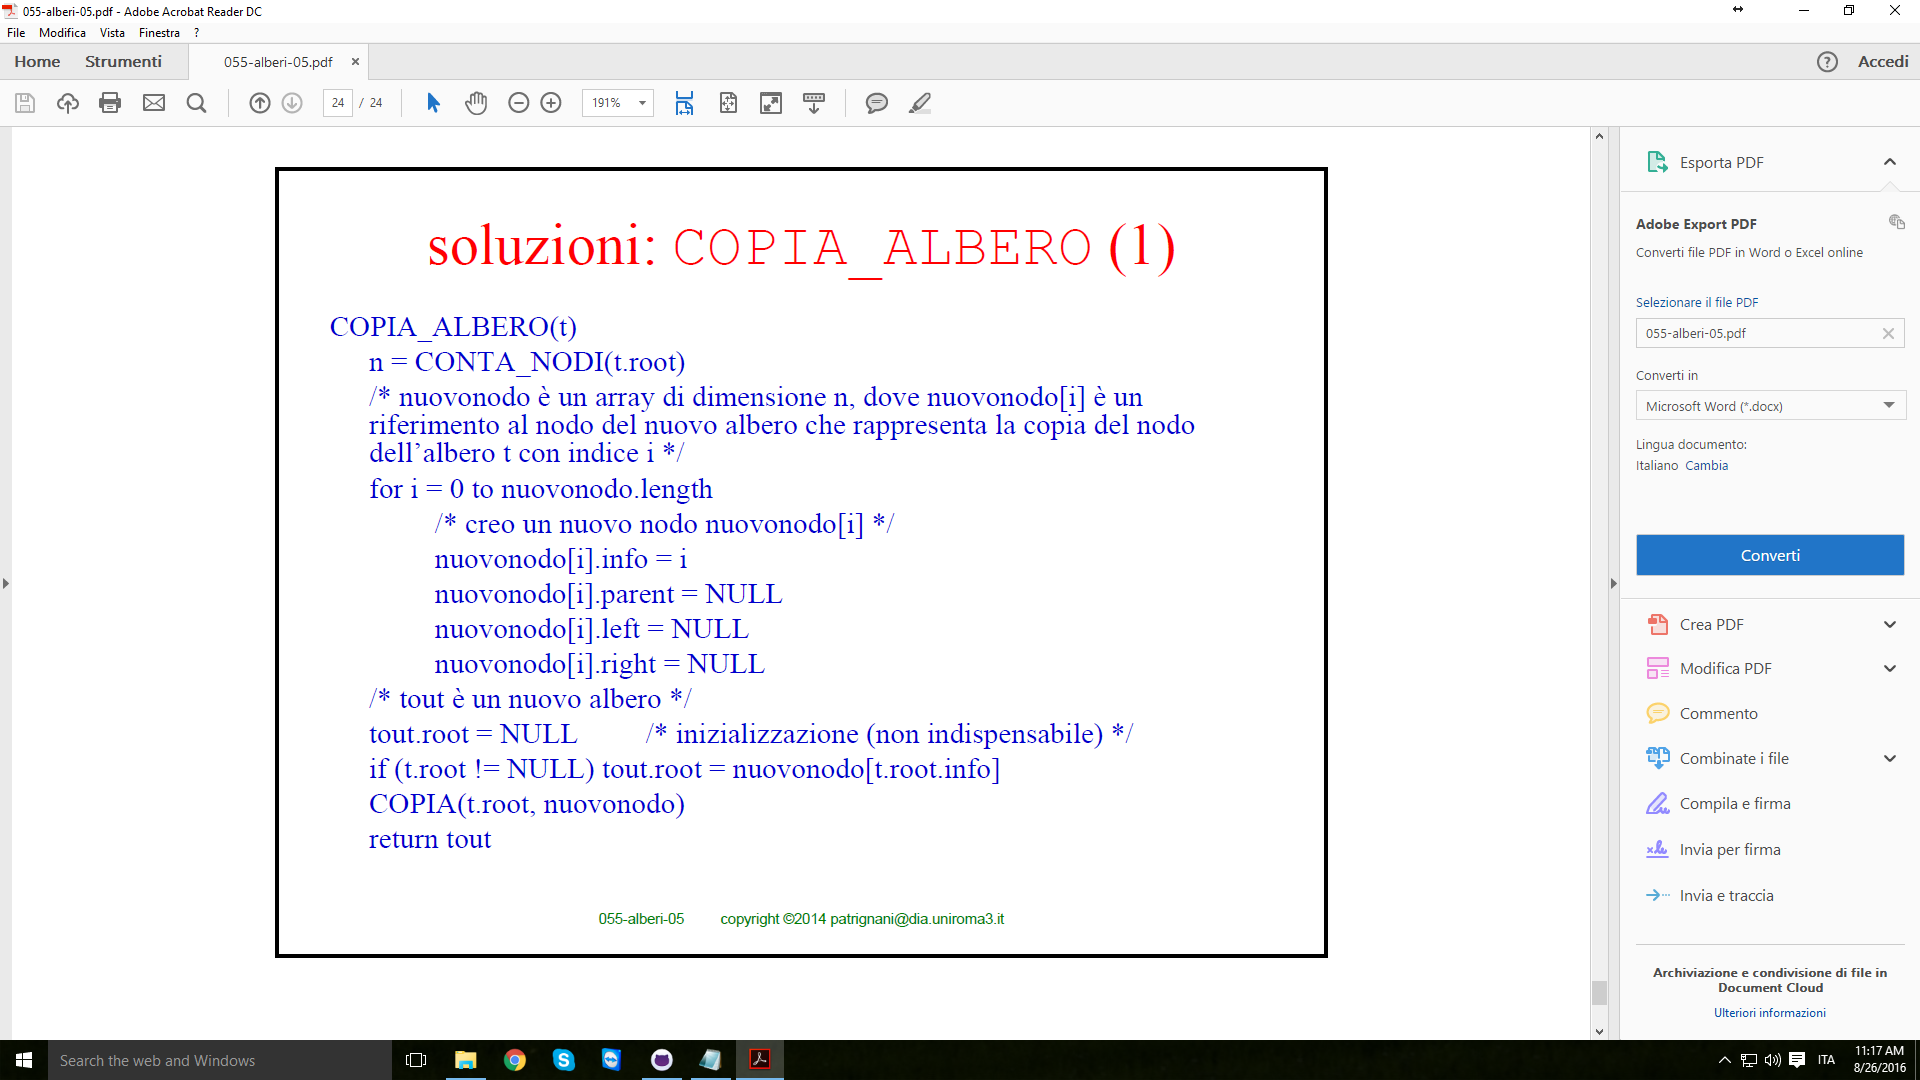 055-alberi-05.pdf - Adobe Acrobat Reader DC
File Modifica Vista Finestra ?
Home Strumenti 055-alberi-05.pdf × ? Accedi
24 / 24 191%
soluzioni: COPIA_ALBERO (1)
COPIA_ALBERO(t)
n = CONTA_NODI(t.root)
/* nuovonodo è un array di dimensione n, dove nuovonodo[i] è un
riferimento al nodo del nuovo albero che rappresenta la copia del nodo
dell’albero t con indice i */
for i = 0 to nuovonodo.length
/* creo un nuovo nodo nuovonodo[i] */
nuovonodo[i].info = i
nuovonodo[i].parent = NULL
nuovonodo[i].left = NULL
nuovonodo[i].right = NULL
/* tout è un nuovo albero */
tout.root = NULL /* inizializzazione (non indispensabile) */
if (t.root != NULL) tout.root = nuovonodo[t.root.info]
COPIA(t.root, nuovonodo)
return tout
055-alberi-05 copyright ©2014 patrignani@dia.uniroma3.it
Esporta PDF
Adobe Export PDF
Converti file PDF in Word o Excel online
Selezionare il file PDF
055-alberi-05.pdf
Converti in
Microsoft Word (*.docx)
Lingua documento:
Italiano Cambia
Converti
Crea PDF
Modifica PDF
Commento
Combinate i file
Compila e firma
Invia per firma
Invia e traccia
Archiviazione e condivisione di file in
Document Cloud
Ulteriori informazioni
Search the web and Windows
ITA
11:17 AM
8/26/2016